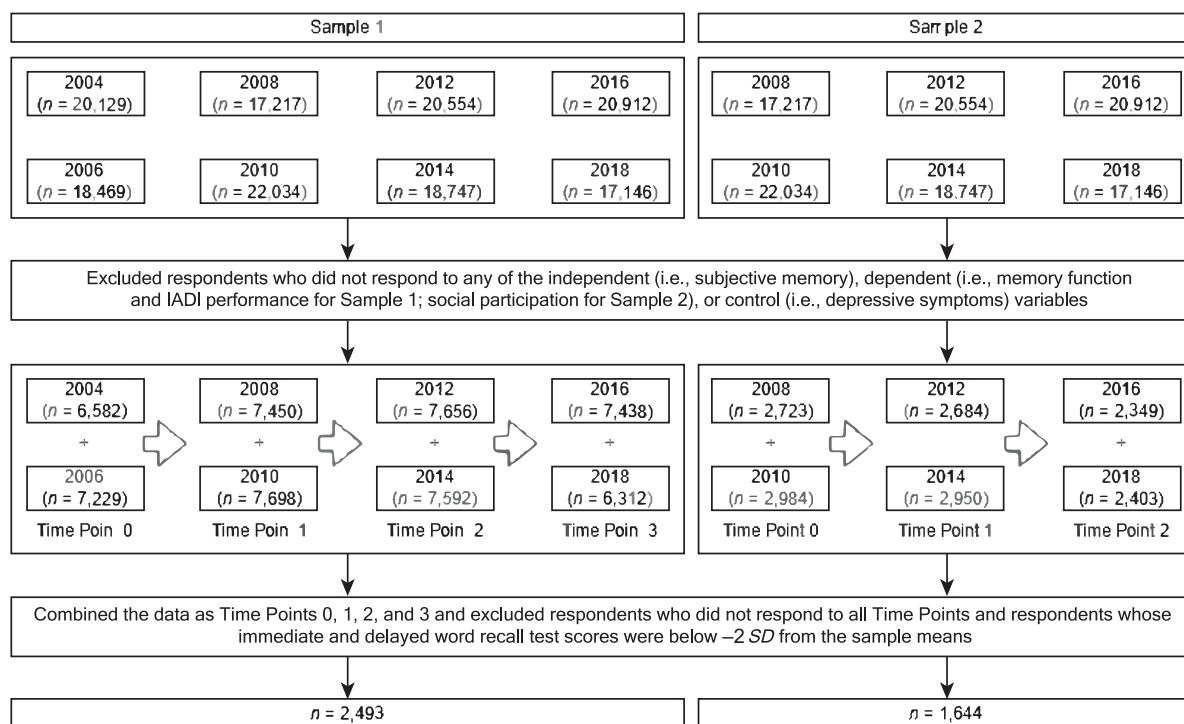 Sample 1
Sample 2
2004
(n = 20,129)
2008
(n = 17,217)
2012
(n = 20,554)
2016
(n = 20,912)
2008
(n = 17,217)
2012
(n = 20,554)
2016
(n = 20,912)
2006
(n = 18,469)
2010
(n = 22,034)
2014
(n = 18,747)
2018
(n = 17,146)
2010
(n = 22,034)
2014
(n = 18,747)
2018
(n = 17,146)
Excluded respondents who did not respond to any of the independent (i.e., subjective memory), dependent (i.e., memory function
and IADI performance for Sample 1; social participation for Sample 2), or control (i.e., depressive symptoms) variables
2004
(n = 6,582)
÷
2006
(n = 7,229)
Time Poin 0
2008
(n = 7,450)
÷
2010
(n = 7,698)
Time Poin 1
2012
(n = 7,656)
÷
2014
(n = 7,592)
Time Poin 2
2016
(n = 7,438)
÷
2018
(n = 6,312)
Time Poin 3
2008
(n = 2,723)
÷
2010
(n = 2,984)
Time Point 0
2012
(n = 2,684)
÷
2014
(n = 2,950)
Time Point 1
2016
(n = 2,349)
÷
2018
(n = 2,403)
Time Point 2
Combined the data as Time Points 0, 1, 2, and 3 and excluded respondents who did not respond to all Time Points and respondents whose
immediate and delayed word recall test scores were below −2 SD from the sample means
n = 2,493
n = 1,644